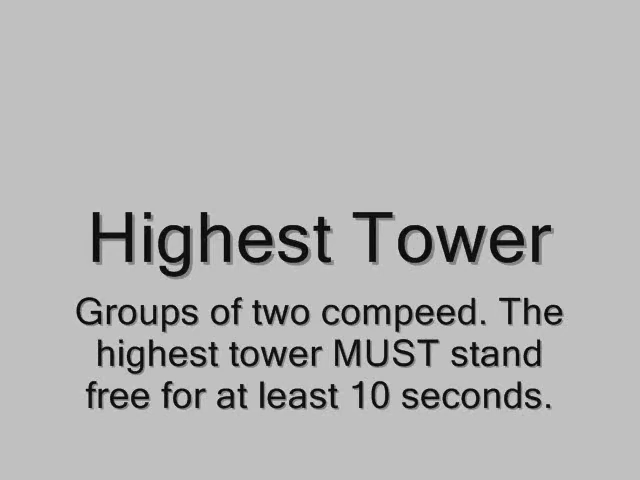 Highest Tower
Groups of two compeed. The
highest tower MUST stand
free for at least 10 seconds.